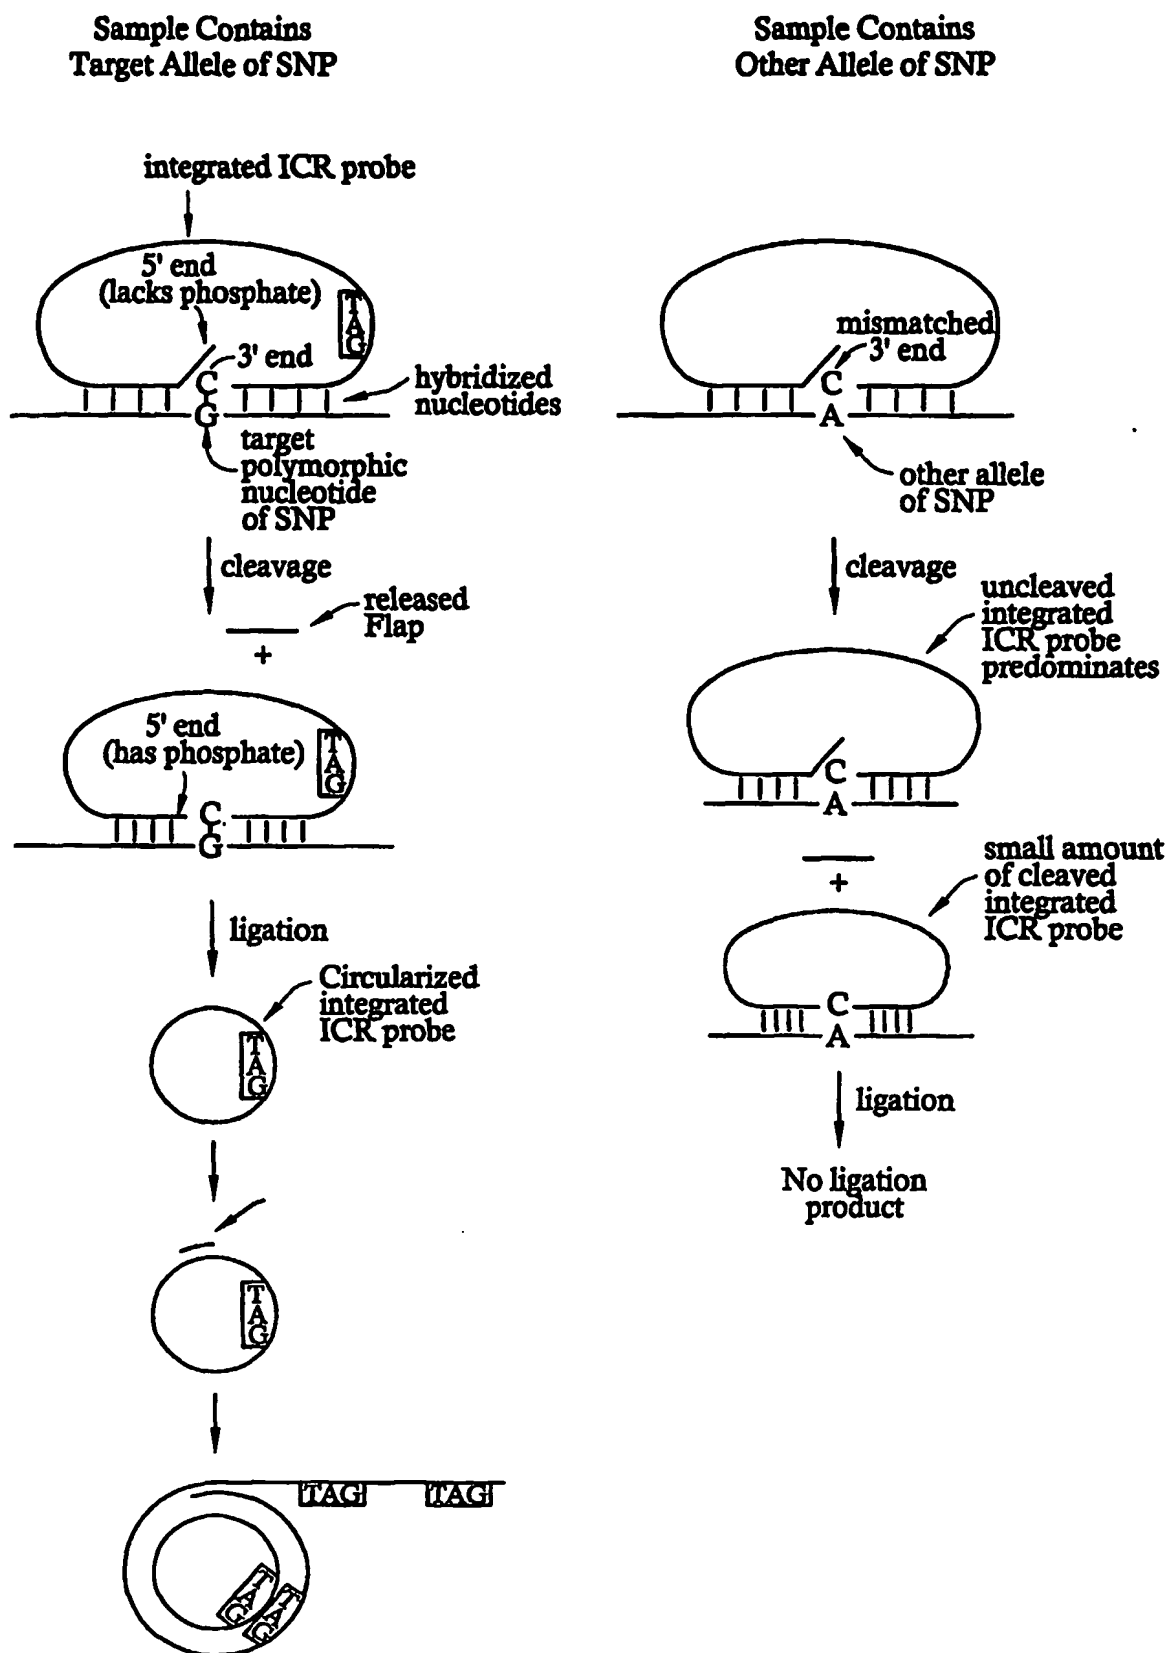 Sample Contains
Target Allele of SNP
integrated ICR probe
5' end
(lacks phosphate)
TAG
3' end
C
hybridized
nucleotides
G
target
polymorphic
nucleotide
of SNP
cleavage
released
Flap
+
5' end
(has phosphate)
TAG
C
G
ligation
Circularized
integrated
ICR probe
TAG
TAG
TAG
TAG
TAG
TAG
Sample Contains
Other Allele of SNP
mismatched
3' end
C
A
other allele
of SNP
cleavage
uncleaved
integrated
ICR probe
predominates
C
A
+
small amount
of cleaved
integrated
ICR probe
C
A
ligation
No ligation
product